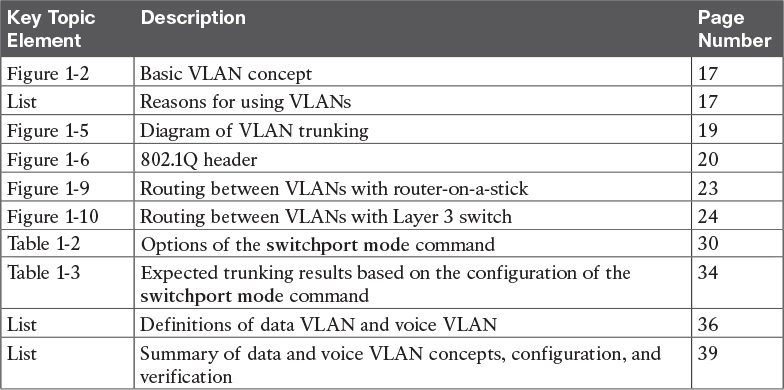 Key Topic Element Description Page Number
Figure 1-2 Basic VLAN concept 17
List Reasons for using VLANs 17
Figure 1-5 Diagram of VLAN trunking 19
Figure 1-6 802.1Q header 20
Figure 1-9 Routing between VLANs with router-on-a-stick 23
Figure 1-10 Routing between VLANs with Layer 3 switch 24
Table 1-2 Options of the switchport mode command 30
Table 1-3 Expected trunking results based on the configuration of the 34
switchport mode command
List Definitions of data VLAN and voice VLAN 36
List Summary of data and voice VLAN concepts, configuration, and 39
verification